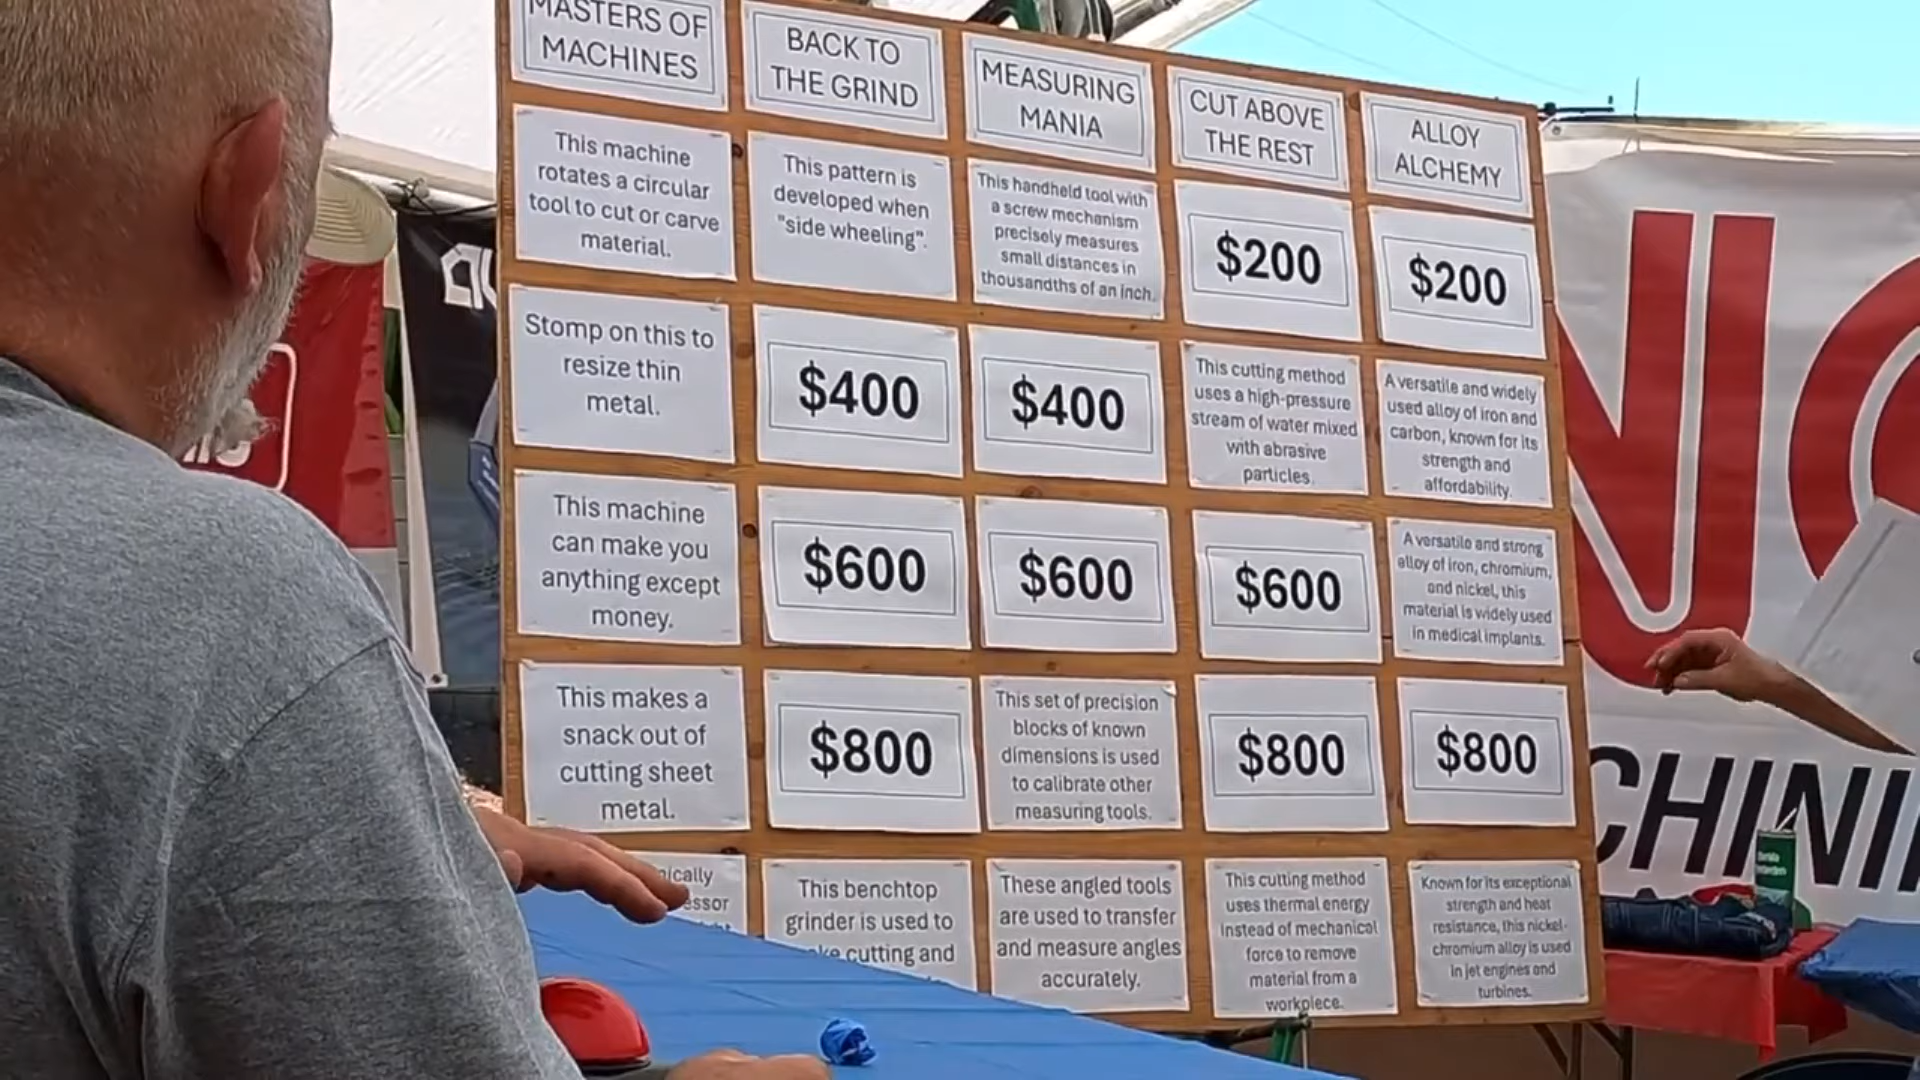 MASTERS OF
MACHINES
BACK TO
THE GRIND
MEASURING
MANIA
CUT ABOVE
THE REST
ALLOY
ALCHEMY
This machine
rotates a circular
tool to cut or carve
material.
This pattern is
developed when
"side wheeling".
This handheld tool with
a screw mechanism
precisely measures
small distances in
thousandths of an inch.
$200
$200
Stomp on this to
resize thin
metal.
$400
$400
This cutting method
uses a high-pressure
stream of water mixed
with abrasive
particles.
A versatile and widely
used alloy of iron and
carbon, known for its
strength and
affordability.
This machine
can make you
anything except
money.
$600
$600
$600
A versatile and strong
alloy of iron, chromium,
and nickel, this
material is widely used
in medical implants.
This makes a
snack out of
cutting sheet
metal.
$800
This set of precision
blocks of known
dimensions is used
to calibrate other
measuring tools.
$800
$800
This benchtop
grinder is used to
cutting and
These angled tools
are used to transfer
and measure angles
accurately.
This cutting method
uses thermal energy
instead of mechanical
force to remove
material from a
workpiece.
Known for its exceptional
strength and heat
resistance, this nickel-
chromium alloy is used
in jet engines and
turbines.